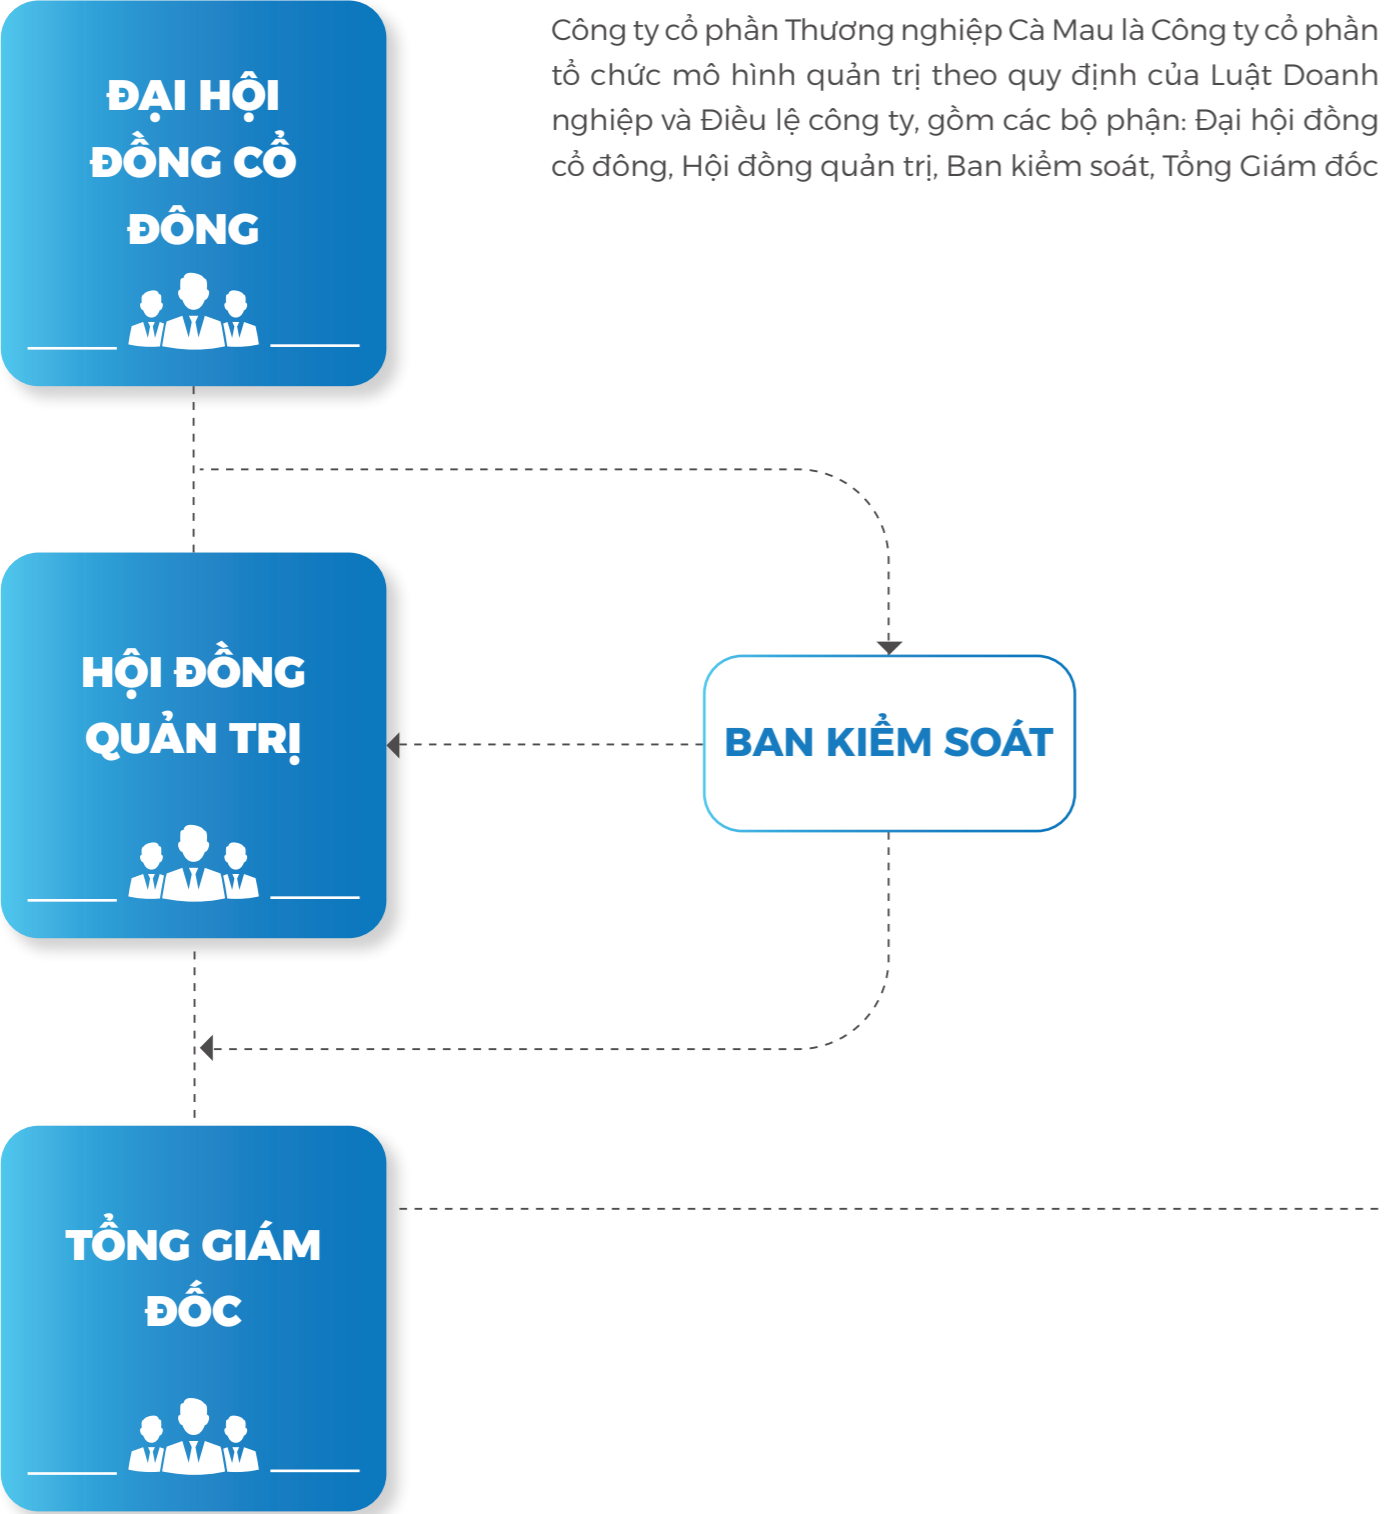 ĐẠI HỘI
ĐỒNG CỔ
ĐÔNG
Công ty cổ phần Thương nghiệp Cà Mau là Công ty cổ phần
tổ chức mô hình quản trị theo quy định của Luật Doanh
nghiệp và Điều lệ công ty, gồm các bộ phận: Đại hội đồng
cổ đông, Hội đồng quản trị, Ban kiểm soát, Tổng Giám đốc
HỘI ĐỒNG
QUẢN TRỊ
BAN KIỂM SOÁT
TỔNG GIÁM
ĐỐC